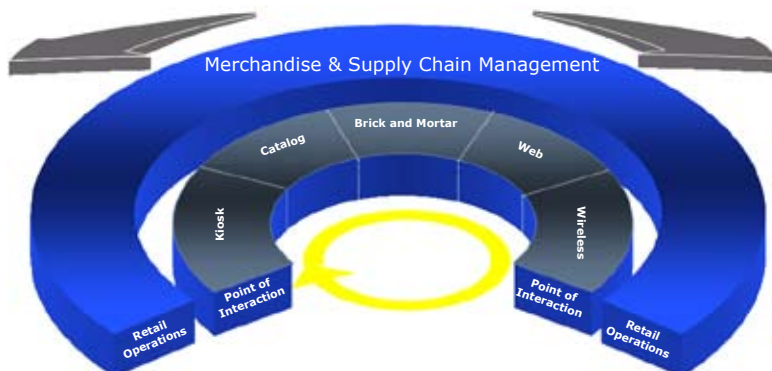 Merchandise & Supply Chain Management
Brick and Mortar
Catalog
Web
Kiosk
Wireless
Point of
Interaction
Point of
Interaction
Retail
Operations
Retail
Operations